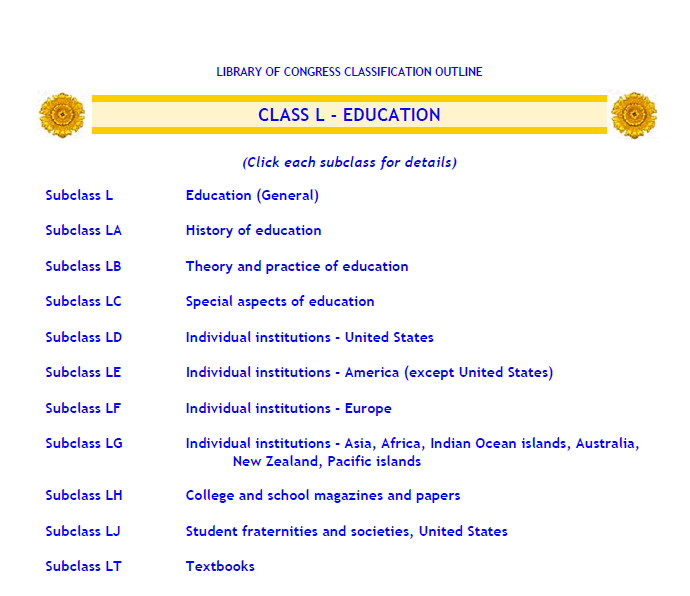 LIBRARY OF CONGRESS CLASSIFICATION OUTLINE
CLASS L - EDUCATION
(Click each subclass for details)
Subclass L Education (General)
Subclass LA History of education
Subclass LB Theory and practice of education
Subclass LC Special aspects of education
Subclass LD Individual institutions - United States
Subclass LE Individual institutions - America (except United States)
Subclass LF Individual institutions - Europe
Subclass LG Individual institutions - Asia, Africa, Indian Ocean islands, Australia,
New Zealand, Pacific islands
Subclass LH College and school magazines and papers
Subclass LJ Student fraternities and societies, United States
Subclass LT Textbooks